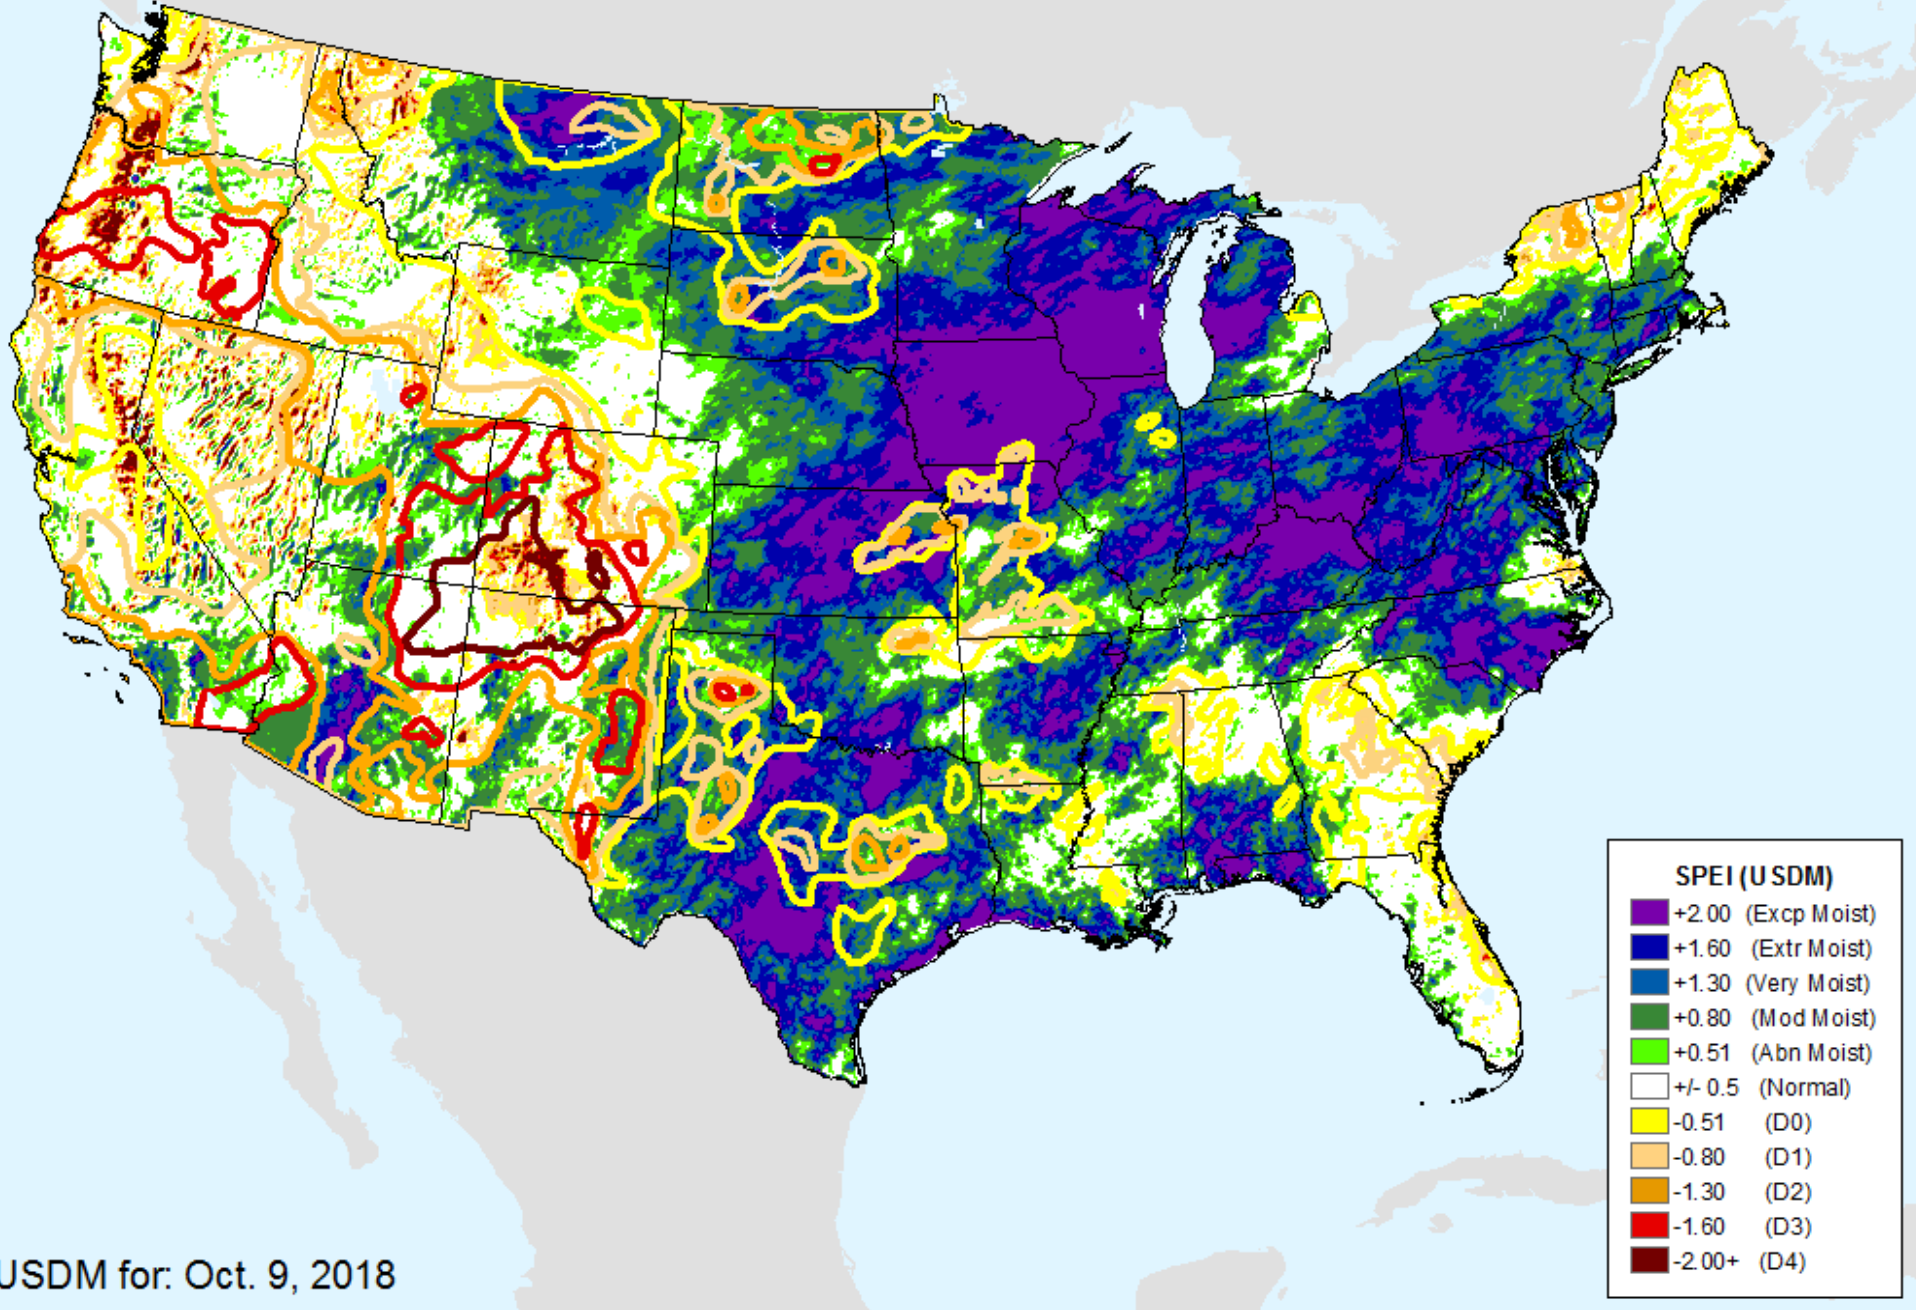 SPEI (USDM)
+2.00 (Excp Moist)
+1.60 (Extr Moist)
+1.30 (Very Moist)
+0.80 (Mod Moist)
+0.51 (Abn Moist)
+/- 0.5 (Normal)
-0.51 (D0)
-0.80 (D1)
-1.30 (D2)
-1.60 (D3)
-2.00+ (D4)
USDM for: Oct. 9, 2018